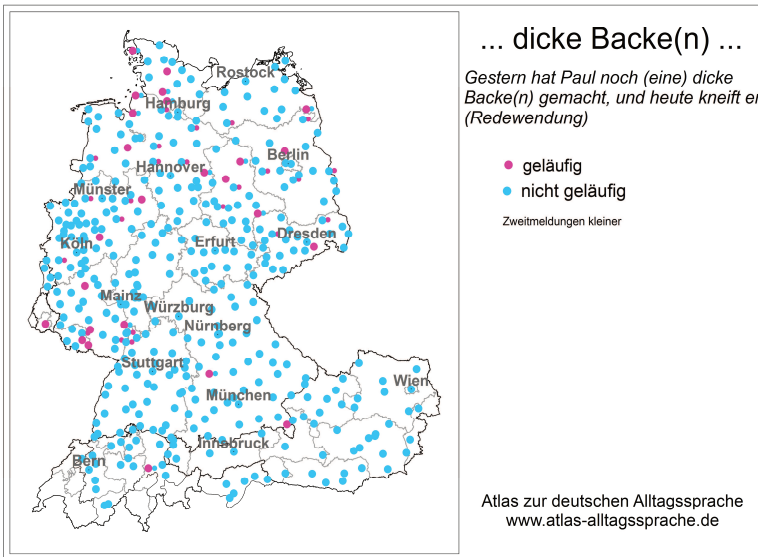 ... dicke Backe(n) ...
Gestern hat Paul noch (eine) dicke
Backe(n) gemacht, und heute kneift er
(Redewendung)
geläufig
nicht geläufig
Zweitmeldungen kleiner
Rostock
Hamburg
Berlin
Hannover
Münster
Dresden
Köln
Erfurt
Mainz
Würzburg
Nürnberg
Stuttgart
Wien
München
Innsbruck
Bern
Atlas zur deutschen Alltagssprache
www.atlas-alltagssprache.de